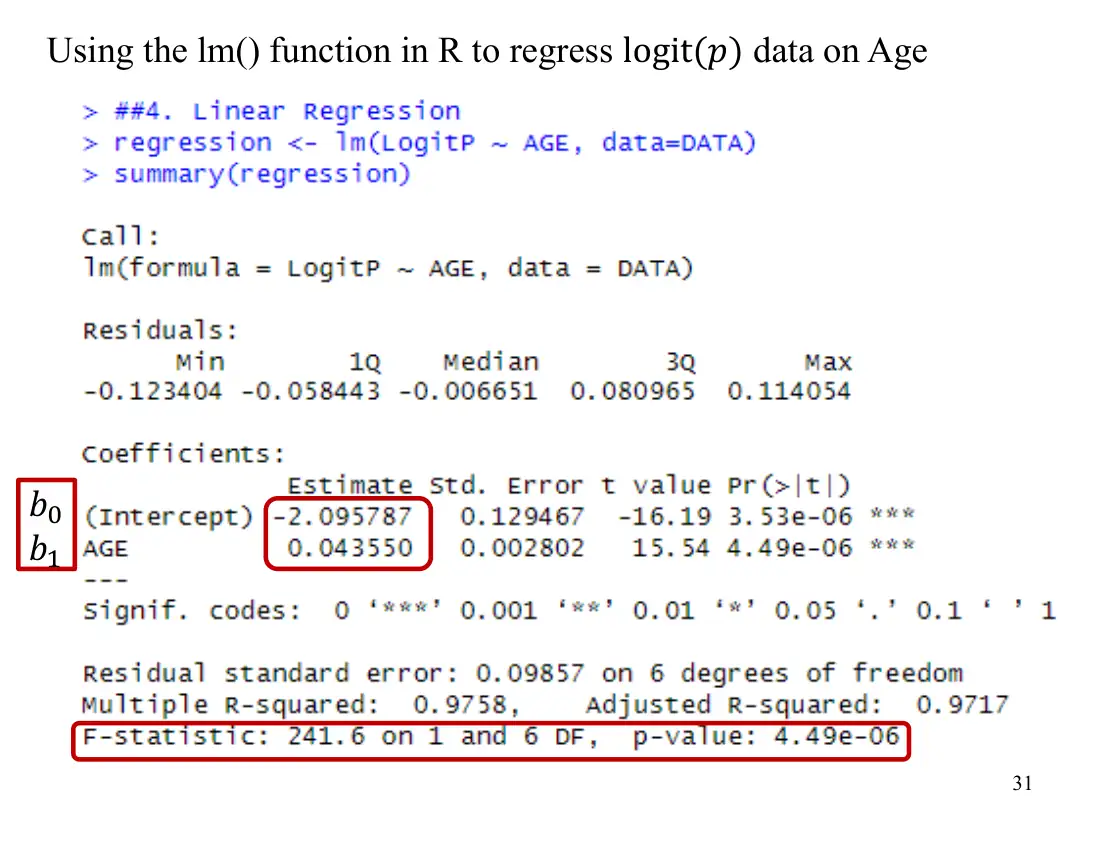 Using the lm() function in R to regress logit(𝑝) data on Age
> ##4. Linear Regression
> regression <- lm(LogitP ~ AGE, data=DATA)
> summary(regression)
Call:
lm(formula = LogitP ~ AGE, data = DATA)
Residuals:
Min 1Q Median 3Q Max
-0.123404 -0.058443 -0.006651 0.080965 0.114054
Coefficients:
Estimate Std. Error t value Pr(>|t|)
𝑏₀ (Intercept) -2.095787 0.129467 -16.19 3.53e-06 ***
𝑏₁ AGE 0.043550 0.002802 15.54 4.49e-06 ***
---
Signif. codes: 0 ‘***’ 0.001 ‘**’ 0.01 ‘*’ 0.05 ‘.’ 0.1 ‘ ’ 1
Residual standard error: 0.09857 on 6 degrees of freedom
Multiple R-squared: 0.9758, Adjusted R-squared: 0.9717
F-statistic: 241.6 on 1 and 6 DF, p-value: 4.49e-06
31